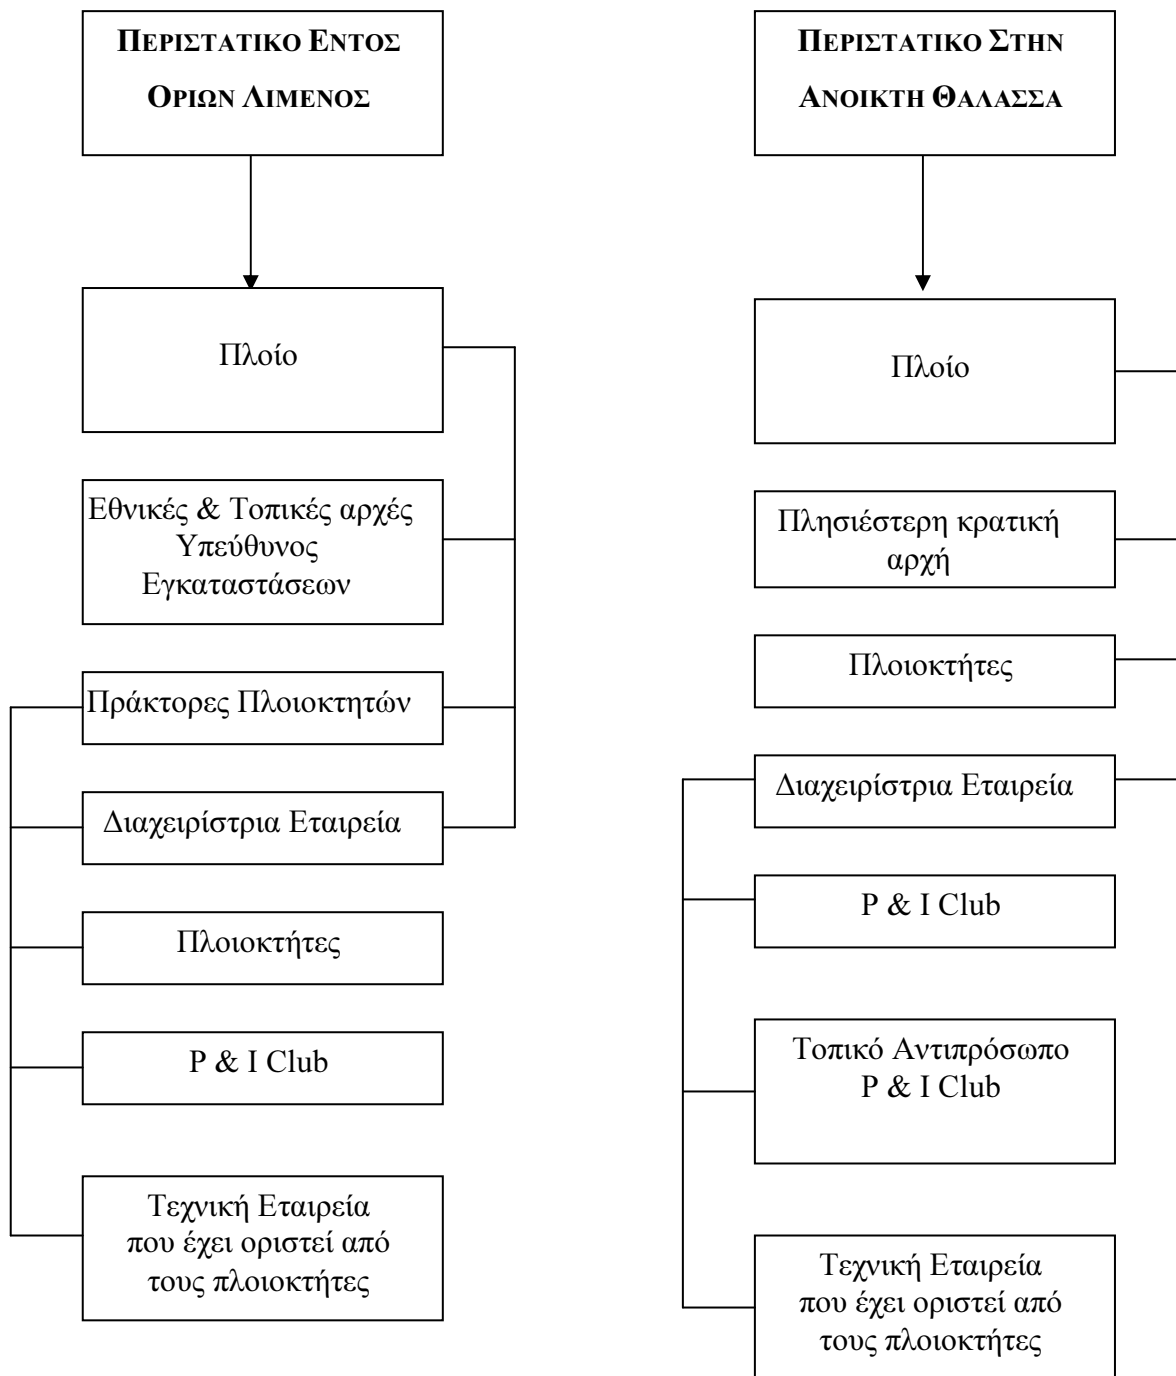 ΠΕΡΙΣΤΑΤΙΚΟ ΕΝΤΟΣ
ΟΡΙΩΝ ΛΙΜΕΝΟΣ
Πλοίο
Εθνικές & Τοπικές αρχές
Υπεύθυνος
Εγκαταστάσεων
Πράκτορες Πλοιοκτητών
Διαχειρίστρια Εταιρεία
Πλοιοκτήτες
P & I Club
Τεχνική Εταιρεία
που έχει οριστεί από
τους πλοιοκτήτες
ΠΕΡΙΣΤΑΤΙΚΟ ΣΤΗΝ
ΑΝΟΙΚΤΗ ΘΑΛΑΣΣΑ
Πλοίο
Πλησιέστερη κρατική
αρχή
Πλοιοκτήτες
Διαχειρίστρια Εταιρεία
P & I Club
Τοπικό Αντιπρόσωπο
P & I Club
Τεχνική Εταιρεία
που έχει οριστεί από
τους πλοιοκτήτες